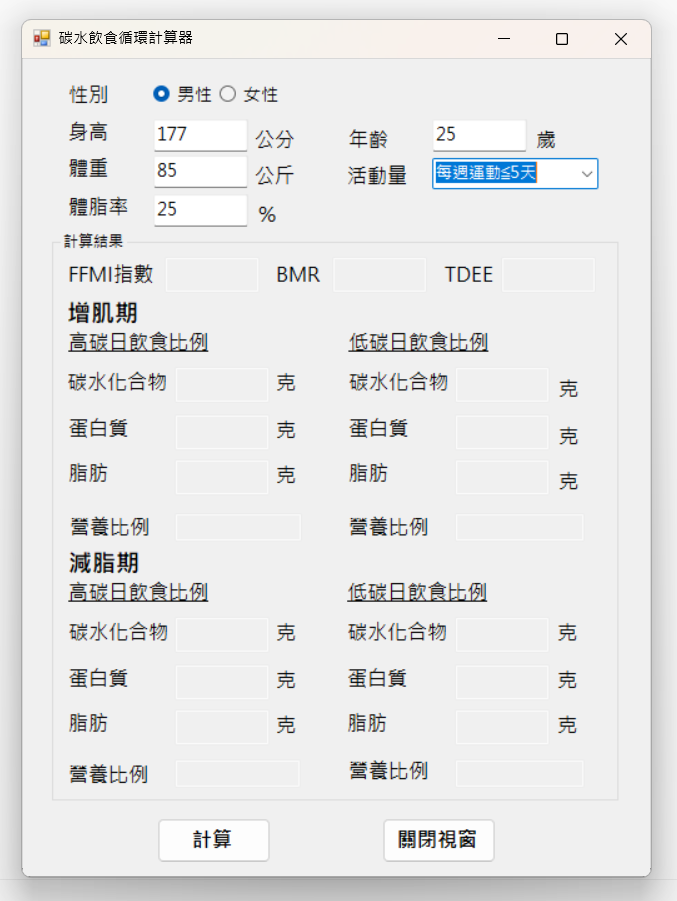 碳水飲食循環計算器
性別 男性 女性
身高 177 公分 年齡 25 歲
體重 85 公斤 活動量 每週運動≦5天
體脂率 25 %
計算結果
FFMI指數 BMR TDEE
增肌期
高碳日飲食比例 低碳日飲食比例
碳水化合物 克 碳水化合物 克
蛋白質 克 蛋白質 克
脂肪 克 脂肪 克
營養比例 營養比例
減脂期
高碳日飲食比例 低碳日飲食比例
碳水化合物 克 碳水化合物 克
蛋白質 克 蛋白質 克
脂肪 克 脂肪 克
營養比例 營養比例
計算 關閉視窗